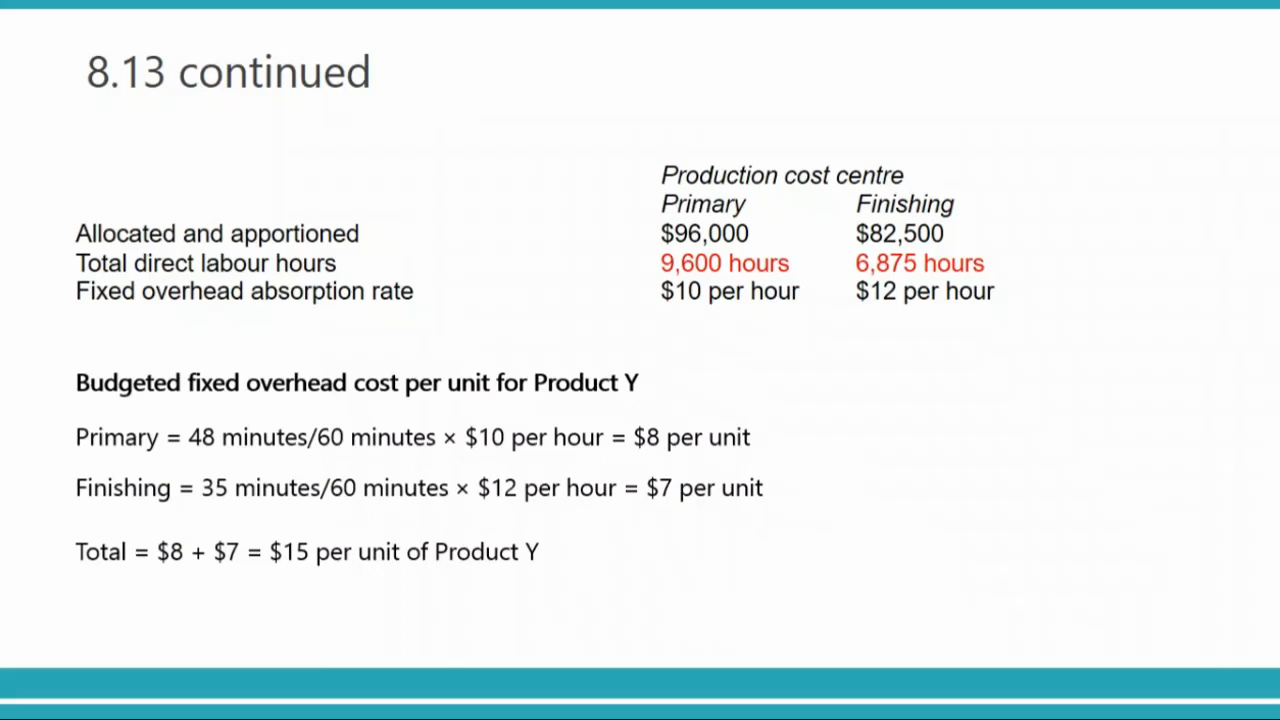 8.13 continued
Production cost centre
Primary Finishing
Allocated and apportioned $96,000 $82,500
Total direct labour hours 9,600 hours 6,875 hours
Fixed overhead absorption rate $10 per hour $12 per hour
Budgeted fixed overhead cost per unit for Product Y
Primary = 48 minutes/60 minutes × $10 per hour = $8 per unit
Finishing = 35 minutes/60 minutes × $12 per hour = $7 per unit
Total = $8 + $7 = $15 per unit of Product Y